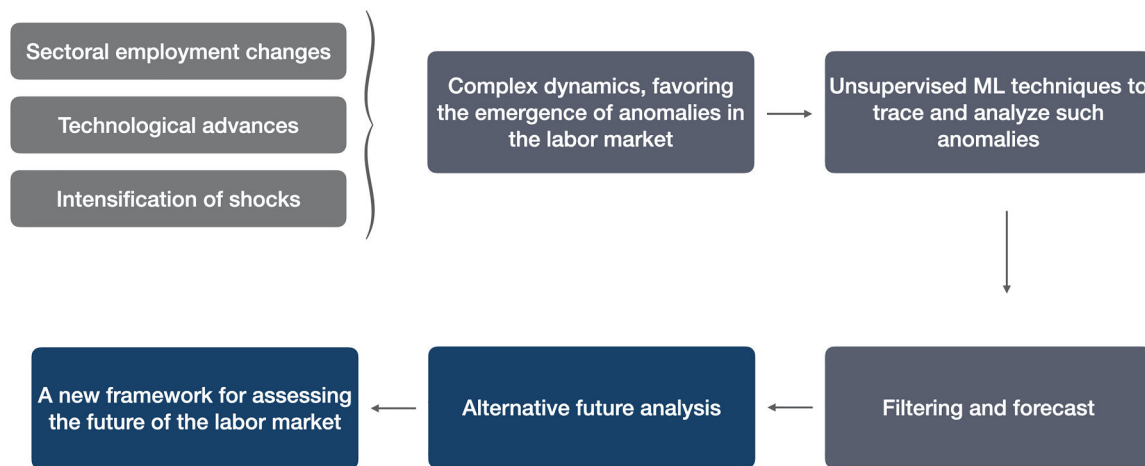 Sectoral employment changes
Technological advances
Intensification of shocks
Complex dynamics, favoring
the emergence of anomalies in
the labor market
Unsupervised ML techniques to
trace and analyze such
anomalies
A new framework for assessing
the future of the labor market
Alternative future analysis
Filtering and forecast